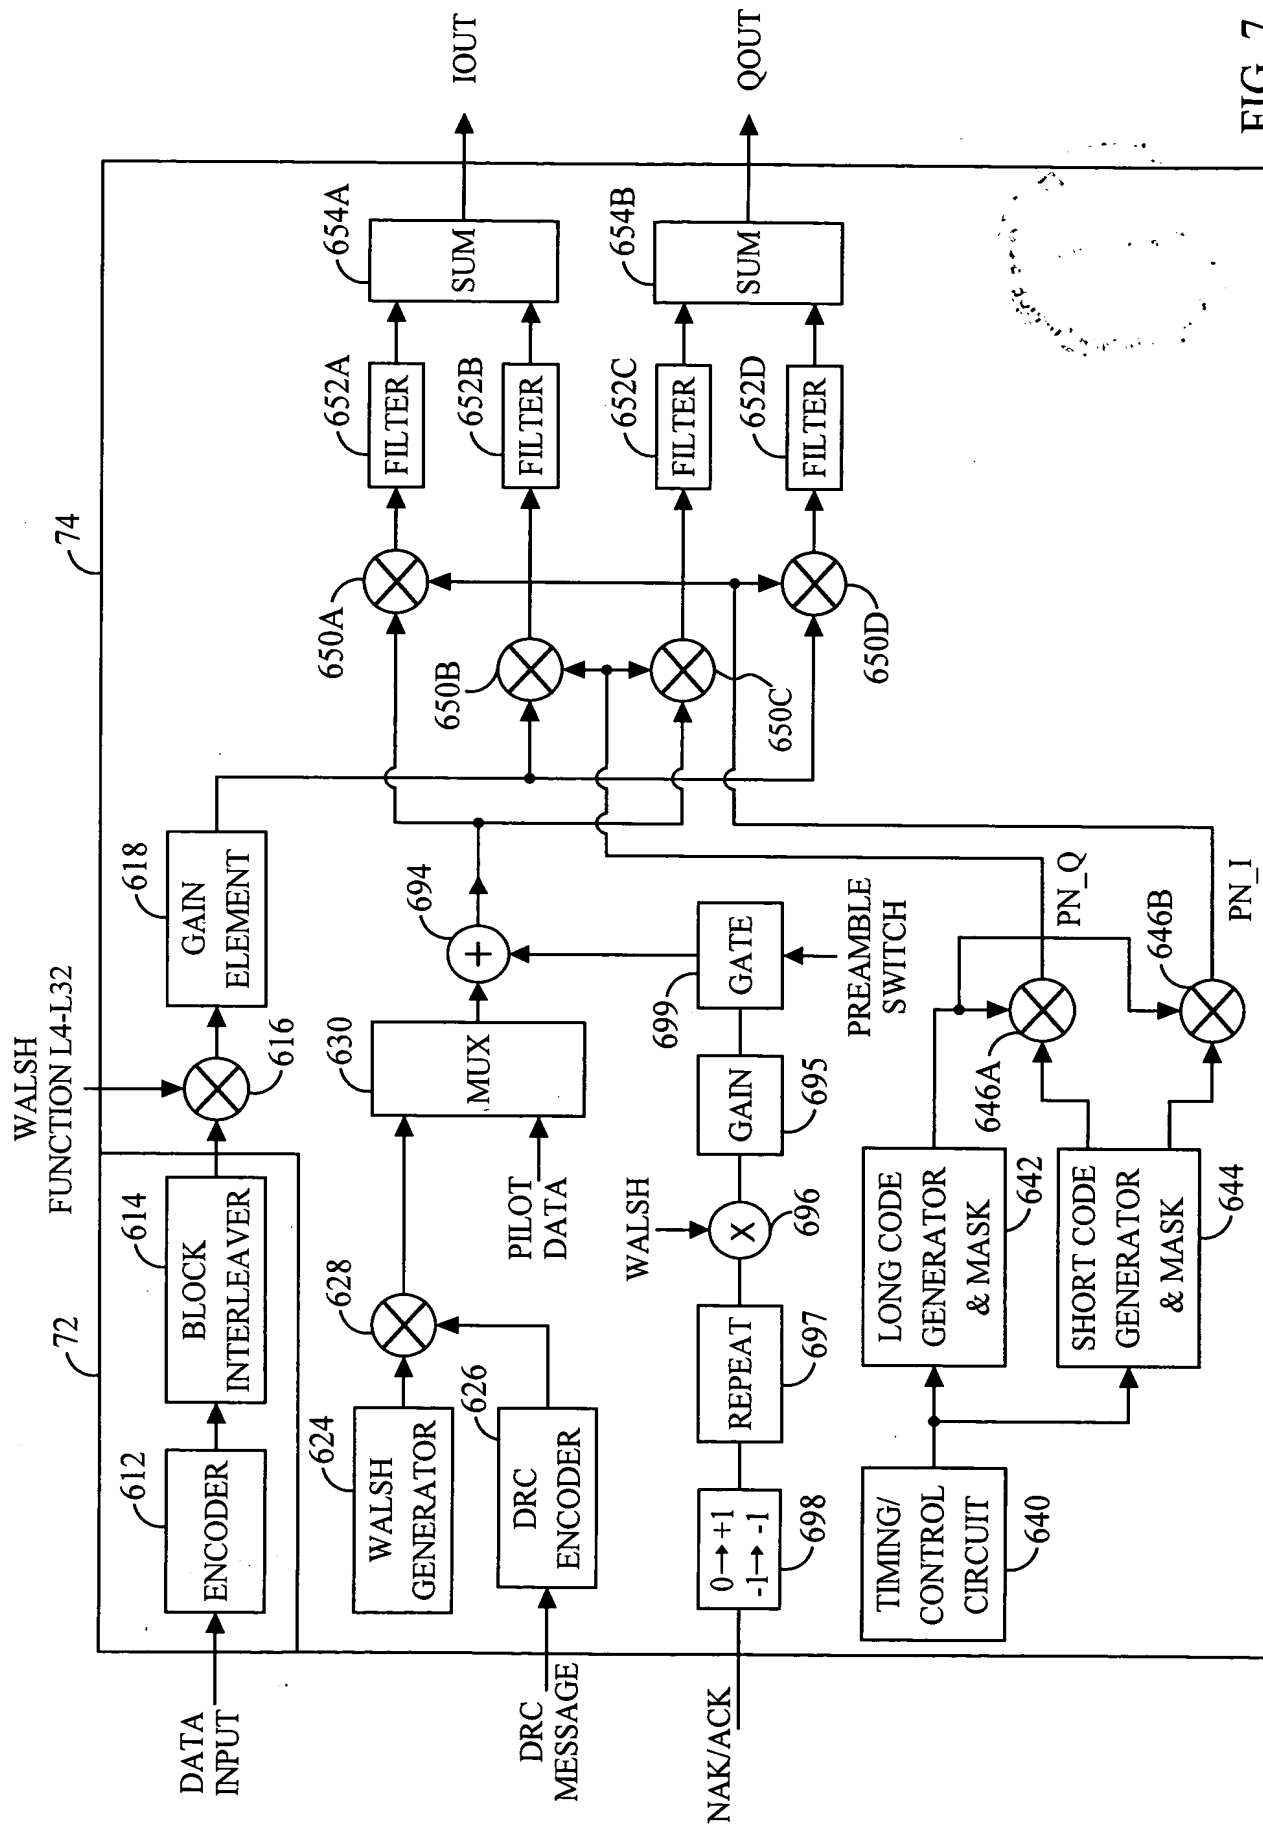 DATA
INPUT
72
612
ENCODER
614
BLOCK
INTERLEAVER
WALSH
FUNCTION L4-L32
616
618
GAIN
ELEMENT
74
624
WALSH
GENERATOR
628
DRC
MESSAGE
626
DRC
ENCODER
PILOT
DATA
630
MUX
694
+
NAK/ACK
0→+1
-1→ -1
698
REPEAT
697
WALSH
X
696
GAIN
695
699
GATE
PREAMBLE
SWITCH
TIMING/
CONTROL
CIRCUIT
640
LONG CODE
GENERATOR
& MASK
642
SHORT CODE
GENERATOR
& MASK
644
646A
PN_Q
646B
PN_I
650A
650B
650C
650D
652A
FILTER
652B
FILTER
652C
FILTER
652D
FILTER
654A
SUM
654B
SUM
IOUT
QOUT
FIG. 7